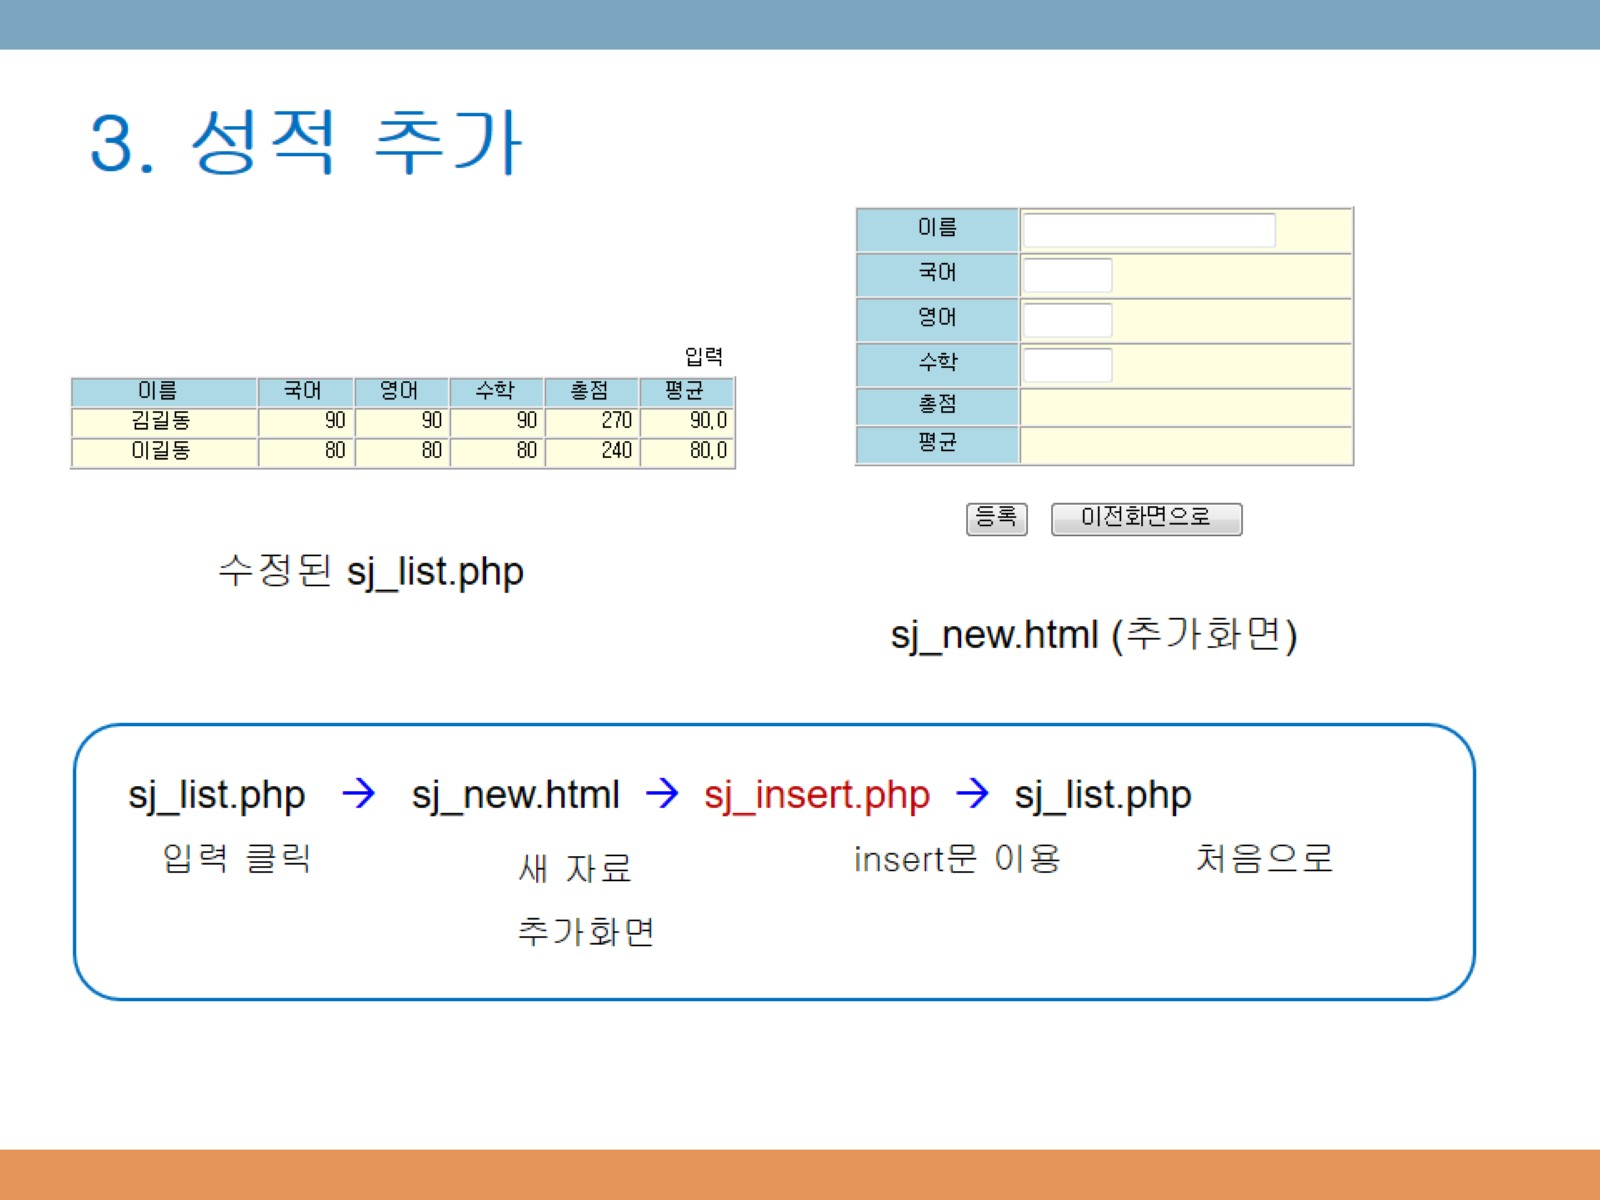 3. 성적 추가
입력
이름 국어 영어 수학 총점 평균
김길동 90 90 90 270 90.0
이길동 80 80 80 240 80.0
수정된 sj_list.php
이름
국어
영어
수학
총점
평균
등록 이전화면으로
sj_new.html (추가화면)
sj_list.php → sj_new.html → sj_insert.php → sj_list.php
입력 클릭 새 자료 insert문 이용 처음으로
추가화면